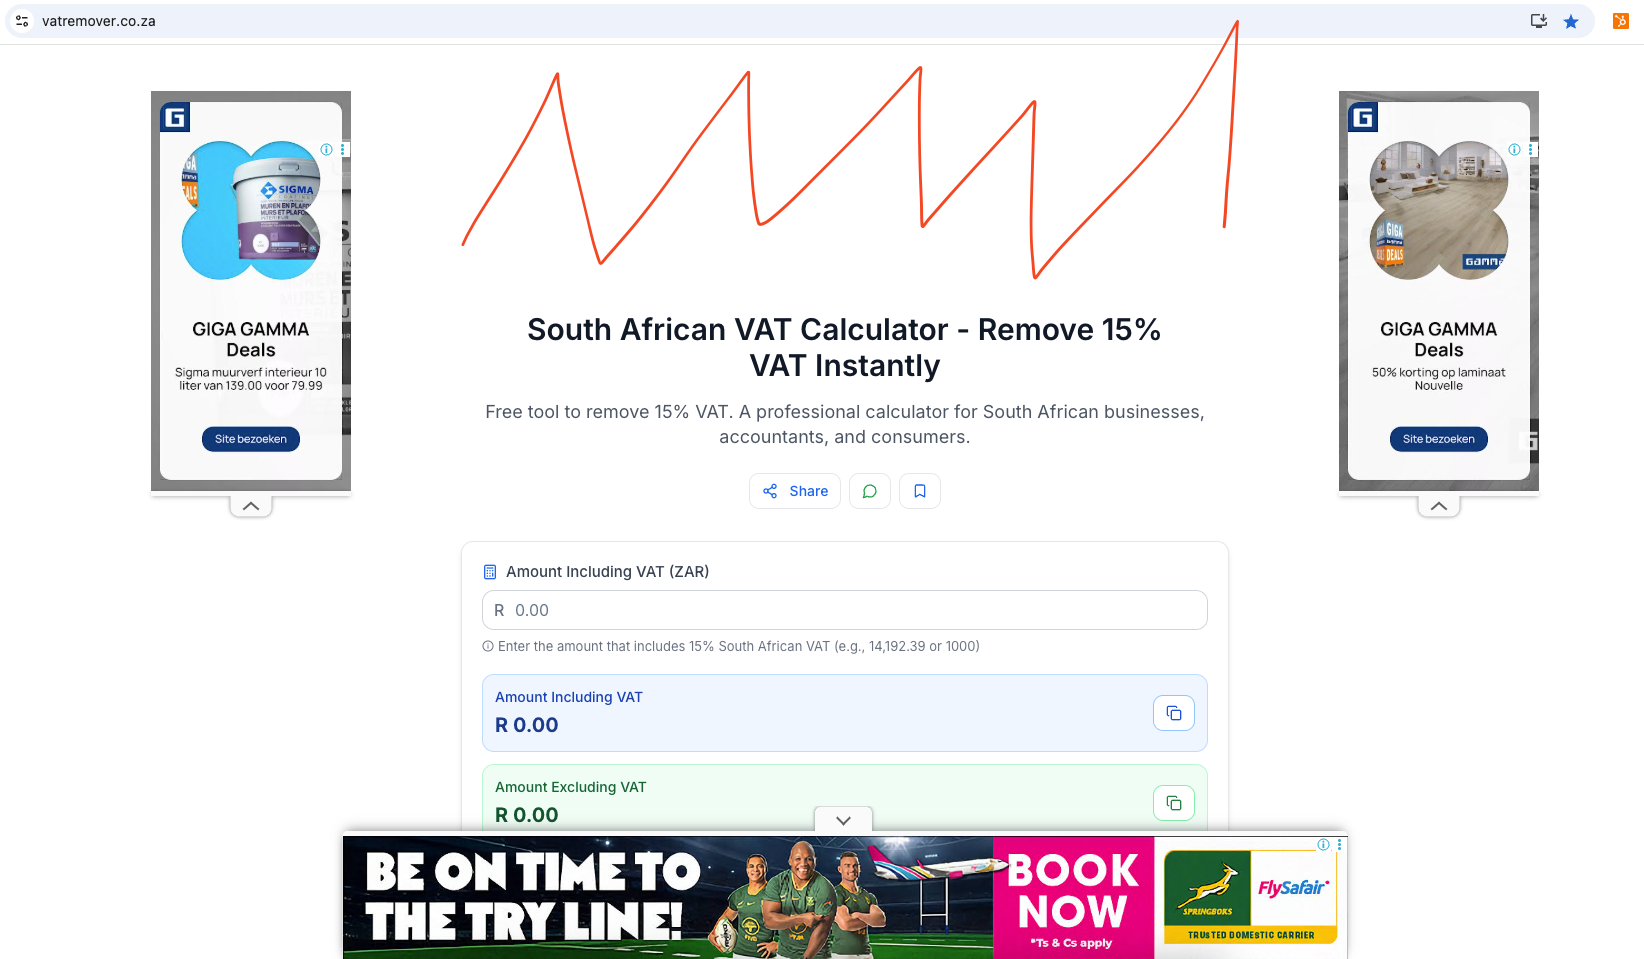 vatremover.co.za
GIGA GAMMA
Deals
Sigma muurverf interieur 10
liter van 139.00 voor 79.99
Site bezoeken
South African VAT Calculator - Remove 15%
VAT Instantly
Free tool to remove 15% VAT. A professional calculator for South African businesses,
accountants, and consumers.
Share
GIGA GAMMA
Deals
50% korting op laminaat
Nouvelle
Site bezoeken
Amount Including VAT (ZAR)
R 0.00
Enter the amount that includes 15% South African VAT (e.g., 14,192.39 or 1000)
Amount Including VAT
R 0.00
Amount Excluding VAT
R 0.00
BE ON TIME TO
THE TRY LINE!
BOOK
NOW
*Ts & Cs apply
SPRINGBOKS
FlySafair
TRUSTED DOMESTIC CARRIER